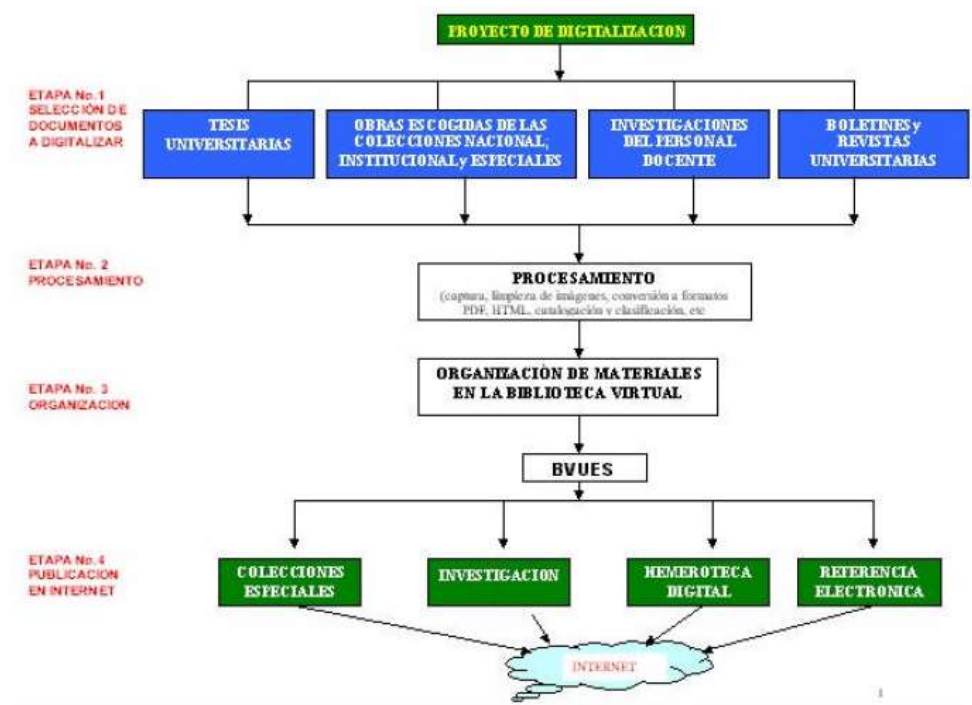 PROYECTO DE DIGITALIZACION
ETAPA No. 1
SELECCIÓN DE
DOCUMENTOS
A DIGITALIZAR
TESIS
UNIVERSITARIAS
OBRAS ESCOGIDAS DE LAS
COLECCIONES NACIONAL,
INSTITUCIONAL y ESPECIALES
INVESTIGACIONES
DEL PERSONAL
DOCENTE
BOLETINES y
REVISTAS
UNIVERSITARIAS
ETAPA No. 2
PROCESAMIENTO
PROCESAMIENTO
(captura, limpieza de imágenes, conversión a formatos
PDF, HTML, catalogación y clasificación, etc
ETAPA No. 3
ORGANIZACION
ORGANIZACIÒN DE MATERIALES
EN LA BIBLIOTECA VIRTUAL
BVUES
ETAPA No. 4
PUBLICACION
EN INTERNET
COLECCIONES
ESPECIALES
INVESTIGACION
HEMEROTECA
DIGITAL
REFERENCIA
ELECTRONICA
INTERNET
1